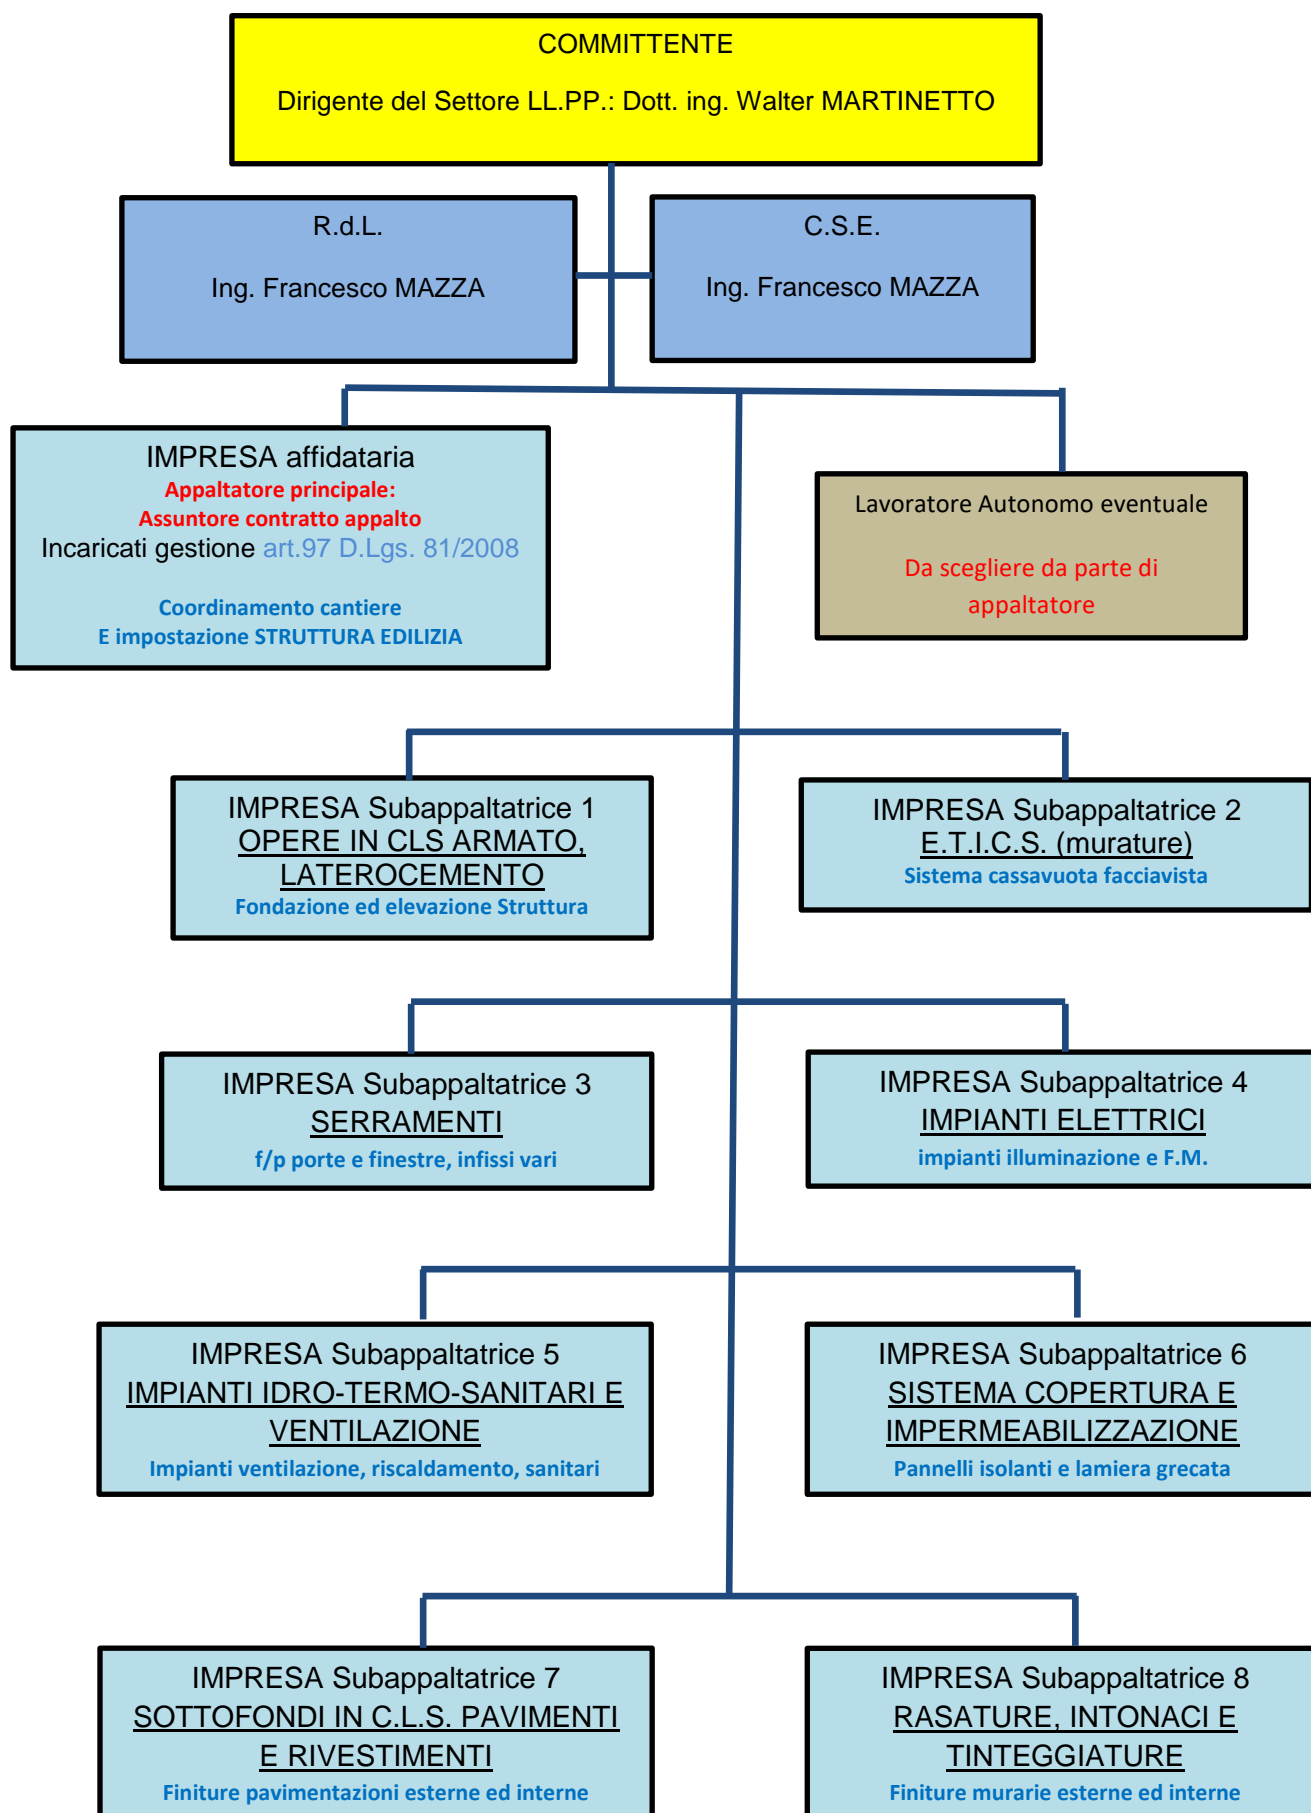 COMMITTENTE
Dirigente del Settore LL.PP.: Dott. ing. Walter MARTINETTO
R.d.L.
Ing. Francesco MAZZA
C.S.E.
Ing. Francesco MAZZA
IMPRESA affidataria
Appaltatore principale:
Assuntore contratto appalto
Incaricati gestione art.97 D.Lgs. 81/2008
Coordinamento cantiere
E impostazione STRUTTURA EDILIZIA
Lavoratore Autonomo eventuale
Da scegliere da parte di
appaltatore
IMPRESA Subappaltatrice 1
OPERE IN CLS ARMATO,
LATEROCEMENTO
Fondazione ed elevazione Struttura
IMPRESA Subappaltatrice 2
E.T.I.C.S. (murature)
Sistema cassavuota facciavista
IMPRESA Subappaltatrice 3
SERRAMENTI
f/p porte e finestre, infissi vari
IMPRESA Subappaltatrice 4
IMPIANTI ELETTRICI
impianti illuminazione e F.M.
IMPRESA Subappaltatrice 5
IMPIANTI IDRO-TERMO-SANITARI E
VENTILAZIONE
Impianti ventilazione, riscaldamento, sanitari
IMPRESA Subappaltatrice 6
SISTEMA COPERTURA E
IMPERMEABILIZZAZIONE
Pannelli isolanti e lamiera grecata
IMPRESA Subappaltatrice 7
SOTTOFONDI IN C.L.S. PAVIMENTI
E RIVESTIMENTI
Finiture pavimentazioni esterne ed interne
IMPRESA Subappaltatrice 8
RASATURE, INTONACI E
TINTEGGIATURE
Finiture murarie esterne ed interne